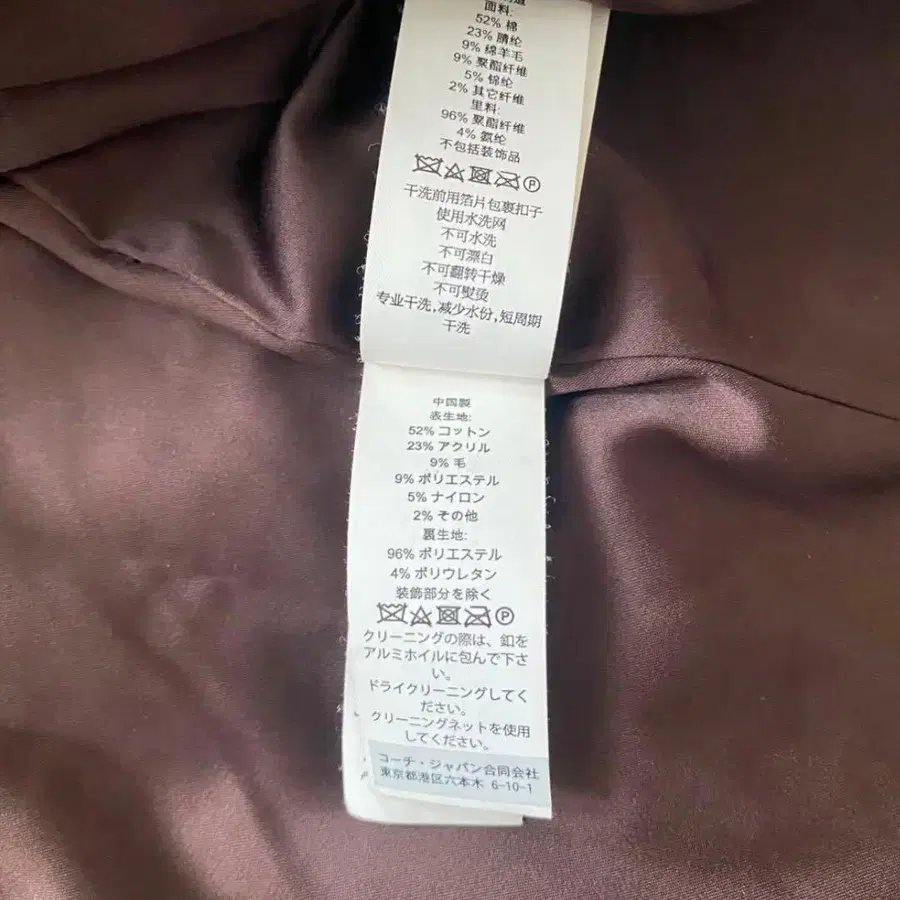 面料:
52% 棉
23% 腈纶
9% 绵羊毛
9% 聚酯纤维
5% 锦纶
2% 其它纤维
里料:
96% 聚酯纤维
4% 氨纶
不包括装饰品
P
干洗前用箔片包裹扣子
使用水洗网
不可水洗
不可漂白
不可翻转干燥
不可熨烫
专业干洗,减少水份,短周期
干洗
中国製
表生地:
52% コットン
23% アクリル
9% 毛
9% ポリエステル
5% ナイロン
2% その他
裏生地:
96% ポリエステル
4% ポリウレタン
装飾部分を除く
P
クリーニングの際は、釦を
アルミホイルに包んで下さ
い。
ドライクリーニングしてく
ださい。
クリーニングネットを使用
してください。
コーチ・ジャパン合同会社
東京都港区六本木 6-10-1